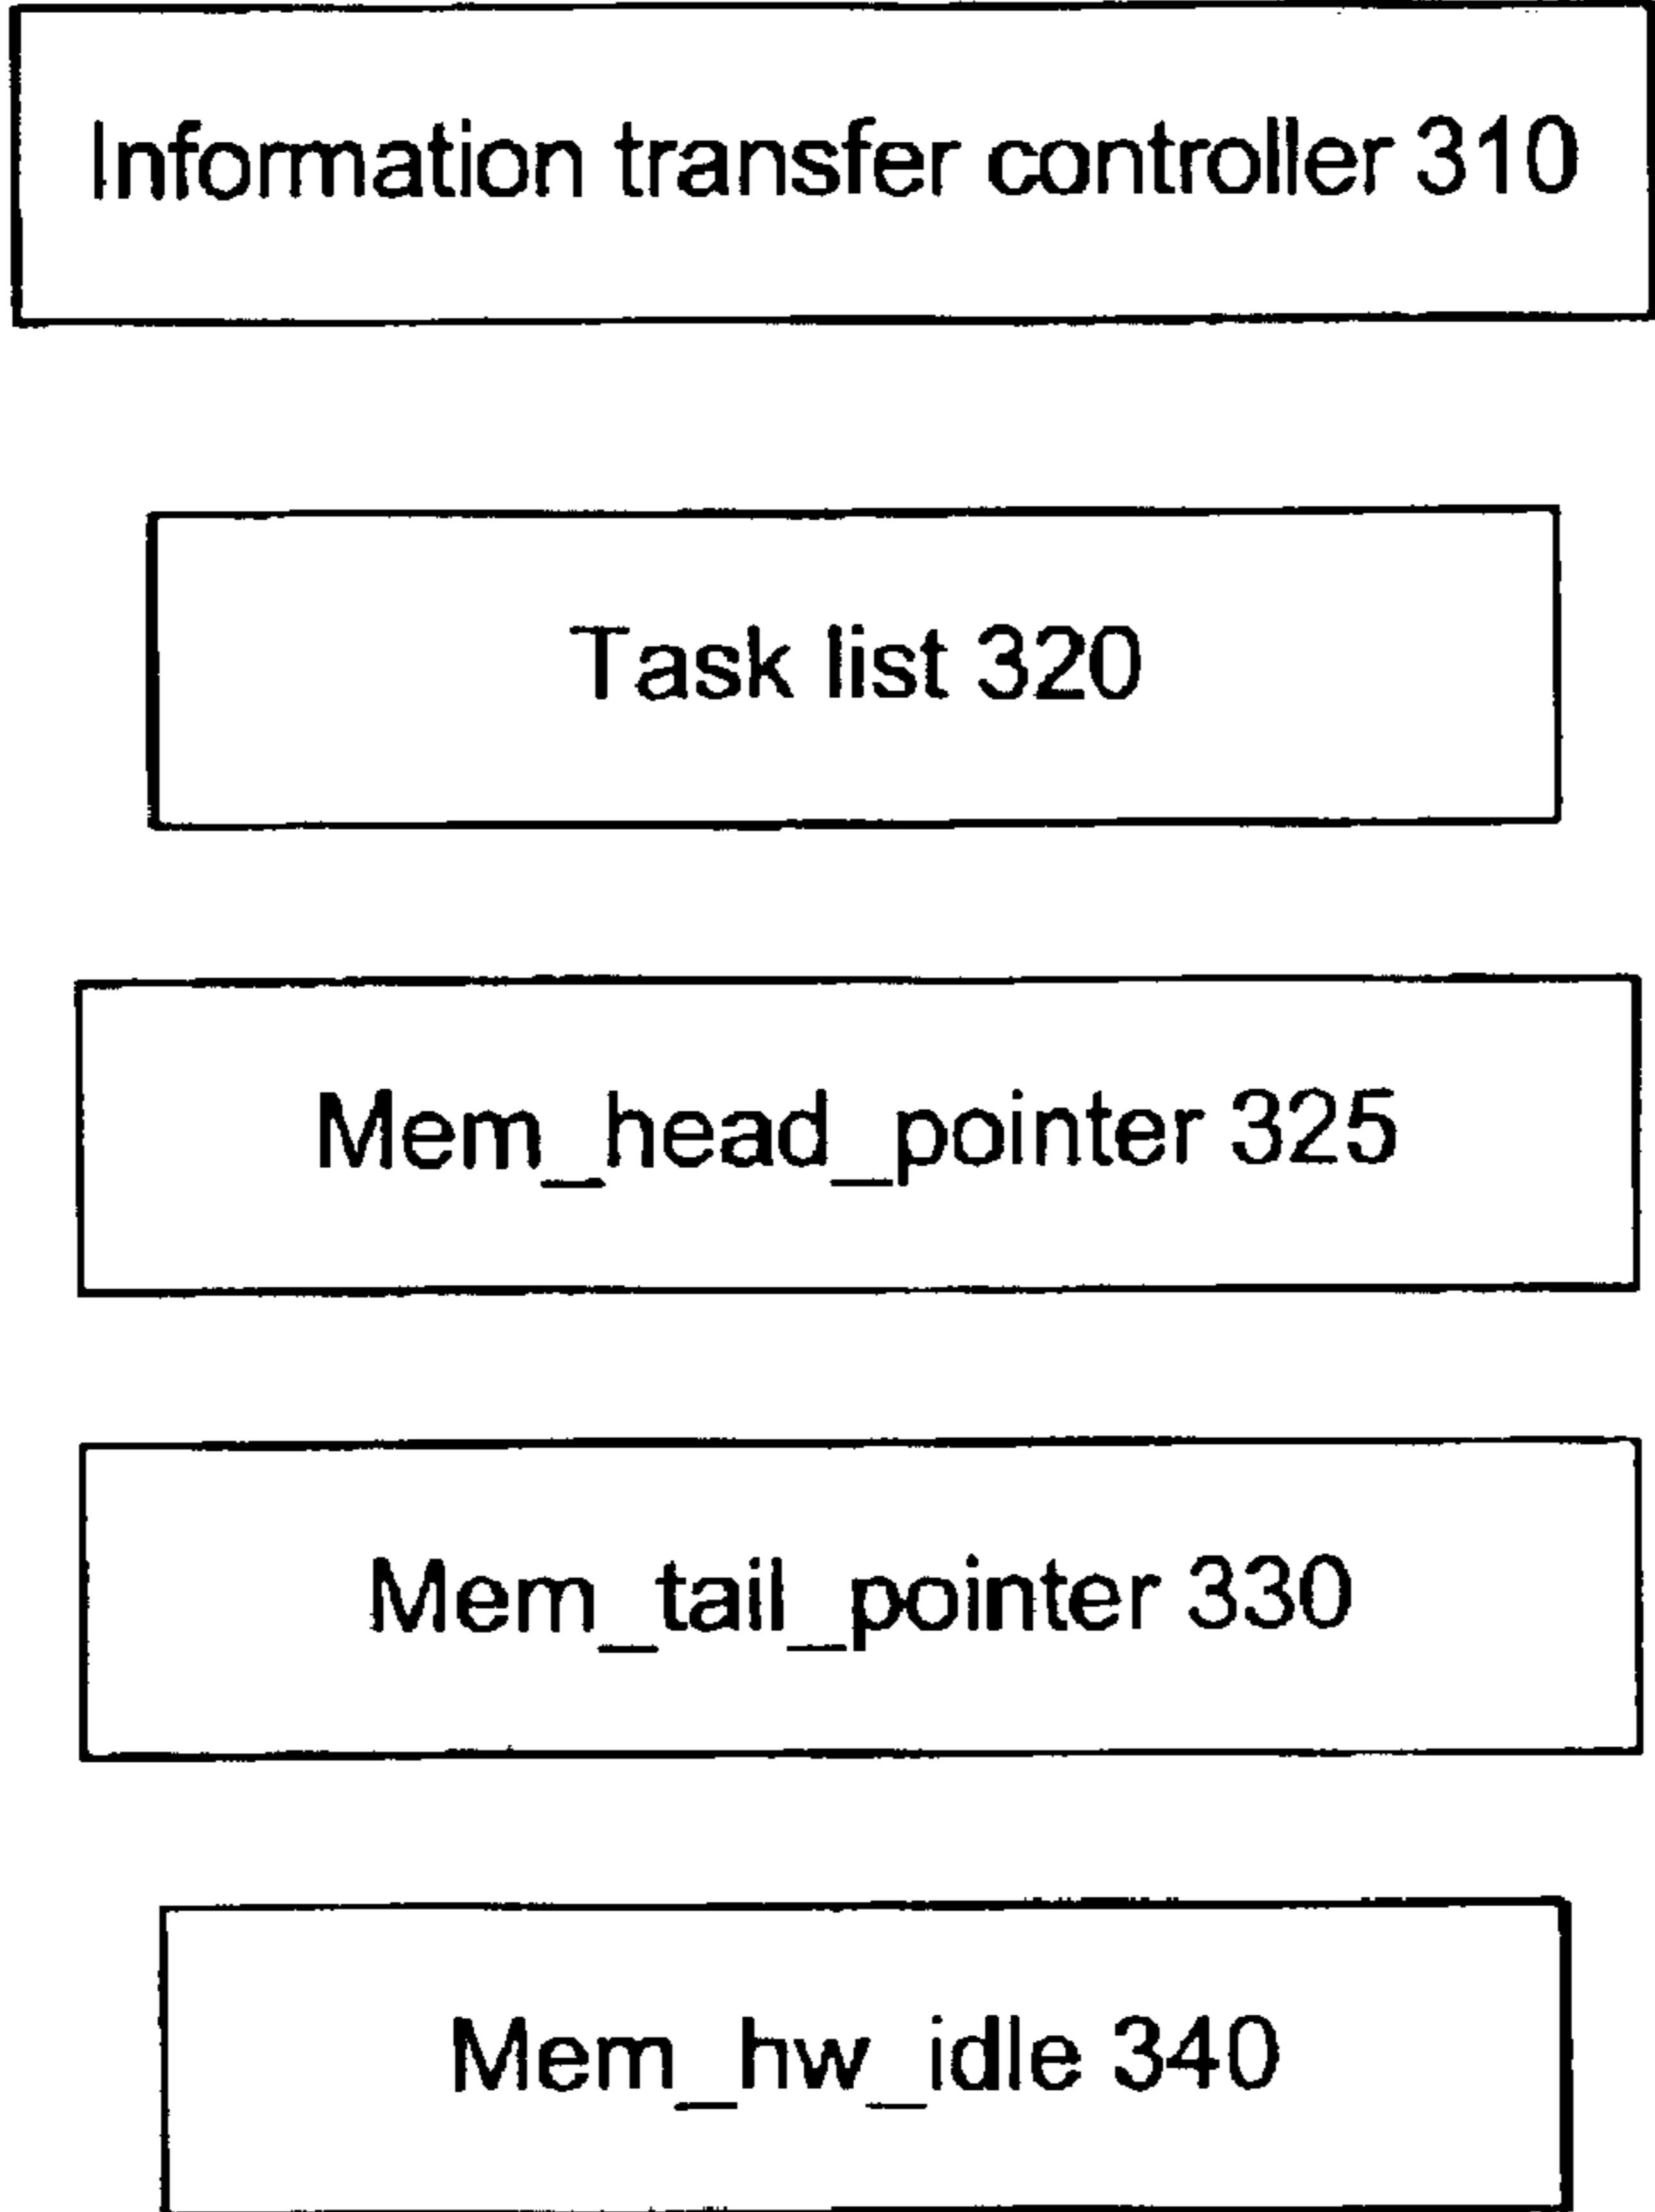 Information transfer controller 310
Task list 320
Mem_head_pointer 325
Mem_tail_pointer 330
Mem_hw_idle 340